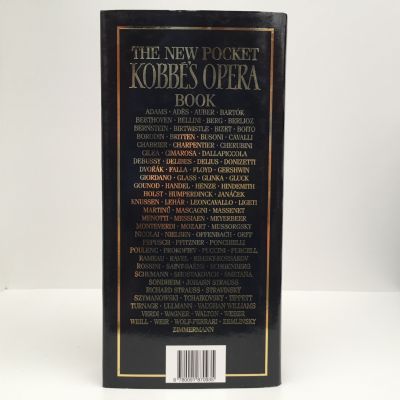 THE NEW POCKET
KOBBÉ'S OPERA
BOOK
ADAMS · ADÈS · AUBER · BARTÓK
BEETHOVEN · BELLINI · BERG · BERLIOZ
BERNSTEIN · BIRTWISTLE · BIZET · BOITO
BORODIN · BRITTEN · BUSONI · CAVALLI
CHABRIER · CHARPENTIER · CHERUBINI
CILEA · CIMAROSA · DALLAPICCOLA
DEBUSSY · DELIBES · DELIUS · DONIZETTI
DVOŘÁK · FALLA · FLOYD · GERSHWIN
GIORDANO · GLASS · GLINKA · GLUCK
GOUNOD · HANDEL · HENZE · HINDEMITH
HOLST · HUMPERDINCK · JANÁČEK
KNUSSEN · LEHÁR · LEONCAVALLO · LIGETI
MARTINŮ · MASCAGNI · MASSENET
MENOTTI · MESSIAEN · MEYERBEER
MONTEVERDI · MOZART · MUSSORGSKY
NICOLAI · NIELSEN · OFFENBACH · ORFF
PEPUSCH · PFITZNER · PONCHIELLI
POULENC · PROKOFIEV · PUCCINI · PURCELL
RAMEAU · RAVEL · RIMSKY-KORSAKOV
ROSSINI · SAINT-SAËNS · SCHOENBERG
SCHUMANN · SHOSTAKOVICH · SMETANA
SONDHEIM · JOHANN STRAUSS
RICHARD STRAUSS · STRAVINSKY
SZYMANOWSKI · TCHAIKOVSKY · TIPPETT
TURNAGE · ULLMANN · VAUGHAN WILLIAMS
VERDI · WAGNER · WALTON · WEBER
WEILL · WEIR · WOLF-FERRARI · ZEMLINSKY
ZIMMERMANN